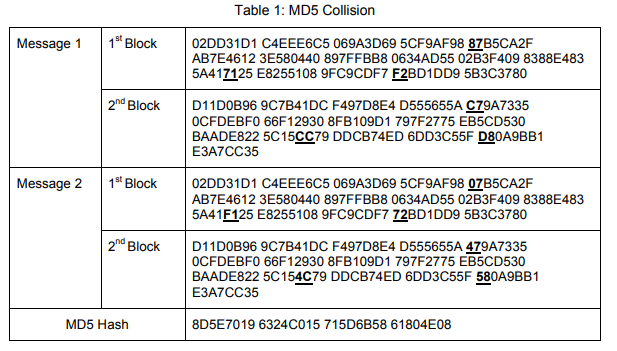 Table 1: MD5 Collision
Message 1
1st Block
02DD31D1 C4EEE6C5 069A3D69 5CF9AF98 87B5CA2F
AB7E4612 3E580440 897FFBB8 0634AD55 02B3F409 8388E483
5A417125 E8255108 9FC9CDF7 F2BD1DD9 5B3C3780
2nd Block
D11D0B96 9C7B41DC F497D8E4 D555655A C79A7335
0CFDEBF0 66F12930 8FB109D1 797F2775 EB5CD530
BAADE822 5C15CC79 DDCB74ED 6DD3C55F D80A9BB1
E3A7CC35
Message 2
1st Block
02DD31D1 C4EEE6C5 069A3D69 5CF9AF98 07B5CA2F
AB7E4612 3E580440 897FFBB8 0634AD55 02B3F409 8388E483
5A41F125 E8255108 9FC9CDF7 72BD1DD9 5B3C3780
2nd Block
D11D0B96 9C7B41DC F497D8E4 D555655A 479A7335
0CFDEBF0 66F12930 8FB109D1 797F2775 EB5CD530
BAADE822 5C154C79 DDCB74ED 6DD3C55F 580A9BB1
E3A7CC35
MD5 Hash
8D5E7019 6324C015 715D6B58 61804E08